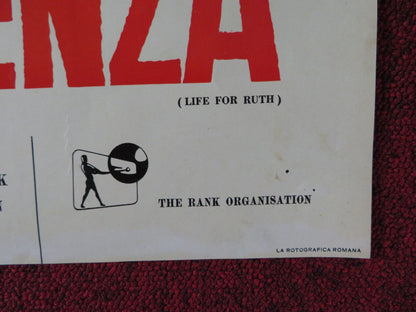 ENZA
( LIFE FOR RUTH )
K
N
THE RANK ORGANISATION
LA ROTOGRAFICA ROMANA